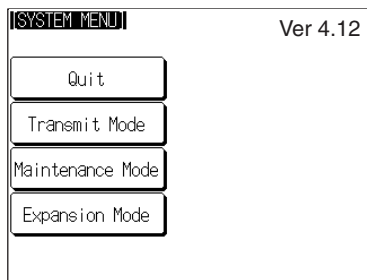 [SYSTEM MENU]
Ver 4.12
Quit
Transmit Mode
Maintenance Mode
Expansion Mode